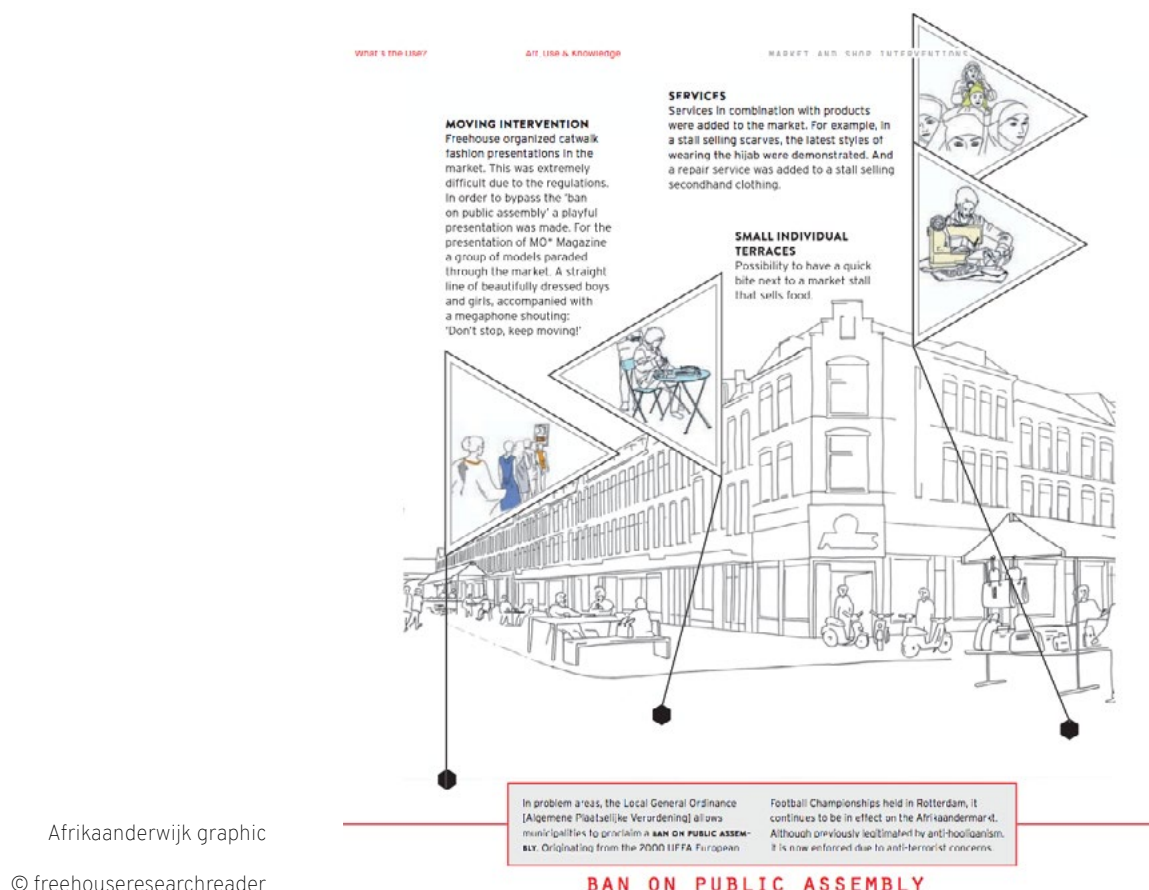 What's the Use?
Art, Use & Knowledge
MARKET AND SHOP INTERVENTIONS
MOVING INTERVENTION
Freehouse organized catwalk
fashion presentations in the
market. This was extremely
difficult due to the regulations.
In order to bypass the 'ban
on public assembly' a playful
presentation was made. For the
presentation of MO* Magazine
a group of models paraded
through the market. A straight
line of beautifully dressed boys
and girls, accompanied with
a megaphone shouting:
'Don't stop, keep moving!'
SERVICES
Services in combination with products
were added to the market. For example, in
a stall selling scarves, the latest styles of
wearing the hijab were demonstrated. And
a repair service was added to a stall selling
secondhand clothing.
SMALL INDIVIDUAL
TERRACES
Possibility to have a quick
bite next to a market stall
that sells food.
In problem areas, the Local General Ordinance
[Algemene Plaatselijke Verordening] allows
municipalities to proclaim a BAN ON PUBLIC ASSEM-
BLY. Originating from the 2000 UEFA European
Football Championships held in Rotterdam, it
continues to be in effect on the Afrikaandermarkt.
Although previously legitimated by anti-hooliganism,
it is now enforced due to anti-terrorist concerns.
BAN ON PUBLIC ASSEMBLY
Afrikaanderwijk graphic
© freehouseresearchreader